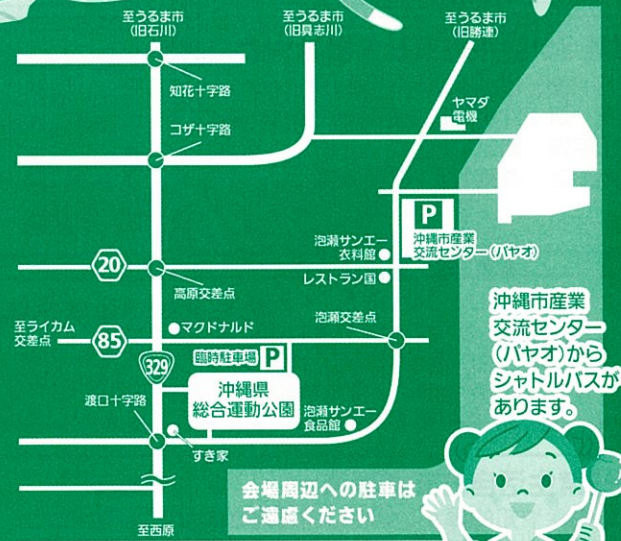 至うるま市
(旧石川)
至うるま市
(旧具志川)
至うるま市
(旧勝連)
知花十字路
ヤマダ
電機
コザ十字路
P
沖縄市産業
交流センター(パヤオ)
泡瀬サンエー
衣料館
20
レストラン国
高原交差点
沖縄市産業
交流センター
(パヤオ)から
シャトルバスが
あります。
至ライカム
交差点
85
マクドナルド
泡瀬交差点
臨時駐車場 P
329
沖縄県
総合運動公園
渡口十字路
泡瀬サンエー
食品館
すき家
会場周辺への駐車は
ご遠慮ください
至西原